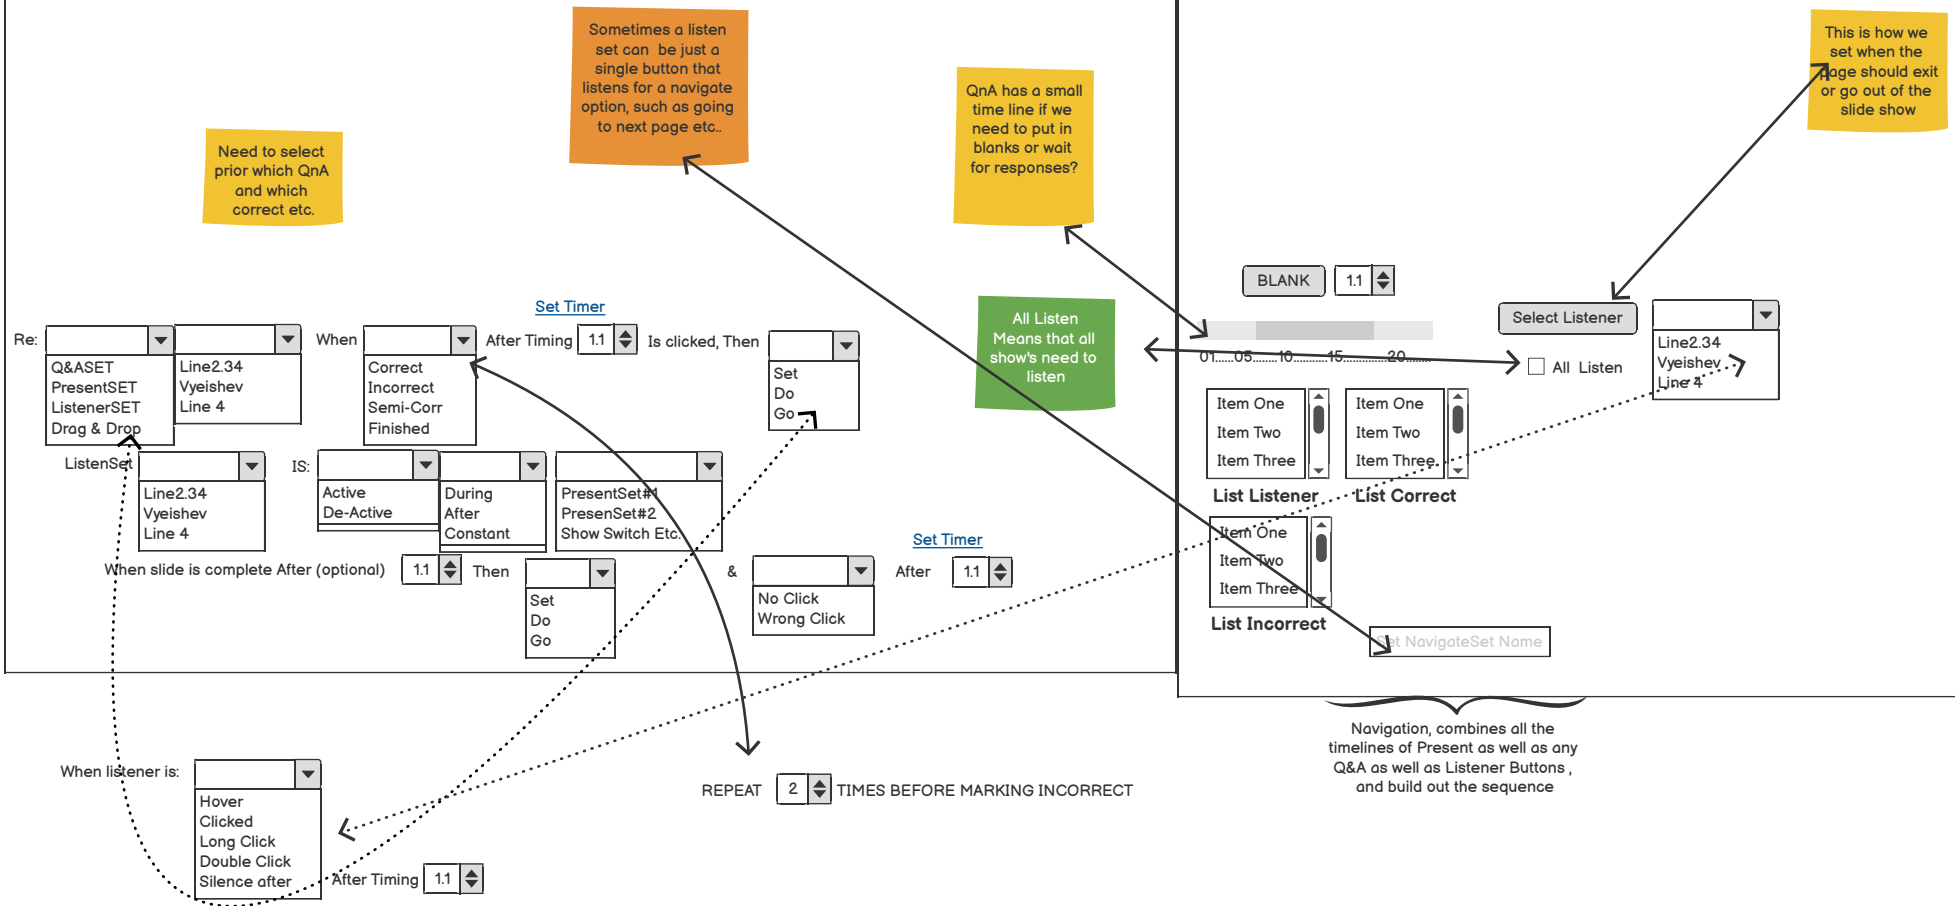 Sometimes a listen
set can be just a
single button that
listens for a navigate
option, such as going
to next page etc..
QnA has a small
time line if we
need to put in
blanks or wait
for responses?
This is how we
set when the
page should exit
or go out of the
slide show
Need to select
prior which QnA
and which
correct etc.
All Listen
Means that all
show's need to
listen
Set Timer
Re:
When
After Timing
1.1
Is clicked, Then
Q&ASET
PresentSET
ListenerSET
Drag & Drop
Line2.34
Vyeishev
Line 4
Correct
Incorrect
Semi-Corr
Finished
Set
Do
Go
ListenSet
Line2.34
Vyeishev
Line 4
IS:
Active
De-Active
During
After
Constant
PresentSet#1
PresenSet#2
Show Switch Etc.
When slide is complete After (optional)
1.1
Then
Set
Do
Go
&
No Click
Wrong Click
After
Set Timer
1.1
BLANK
1.1
01.....05.......10.........15...........20.......
Select Listener
All Listen
Line2.34
Vyeishev
Line 4
Item One
Item Two
Item Three
List Listener
Item One
Item Two
Item Three
List Correct
Item One
Item Two
Item Three
List Incorrect
Set NavigateSet Name
Navigation, combines all the
timelines of Present as well as any
Q&A as well as Listener Buttons ,
and build out the sequence
When listener is:
Hover
Clicked
Long Click
Double Click
Silence after
After Timing
1.1
REPEAT
2
TIMES BEFORE MARKING INCORRECT